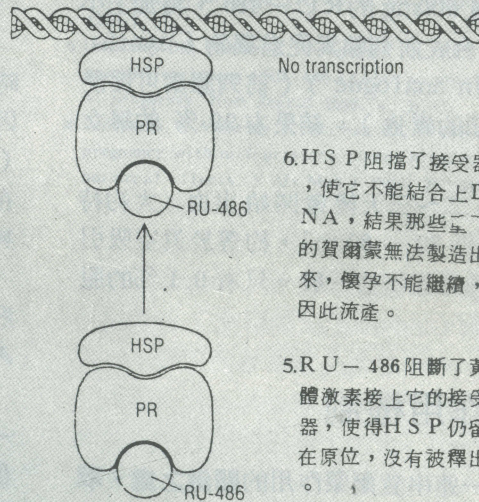 HSP
No transcription
PR
RU-486
6.HSP阻擋了接受器
，使它不能結合上D
NA，結果那些
的賀爾蒙無法製造出
來，懷孕不能繼續，
因此流產。
HSP
PR
RU-486
5.RU－486阻斷了黃
體激素接上它的接受
器，使得HSP仍留
在原位，沒有被釋出
。